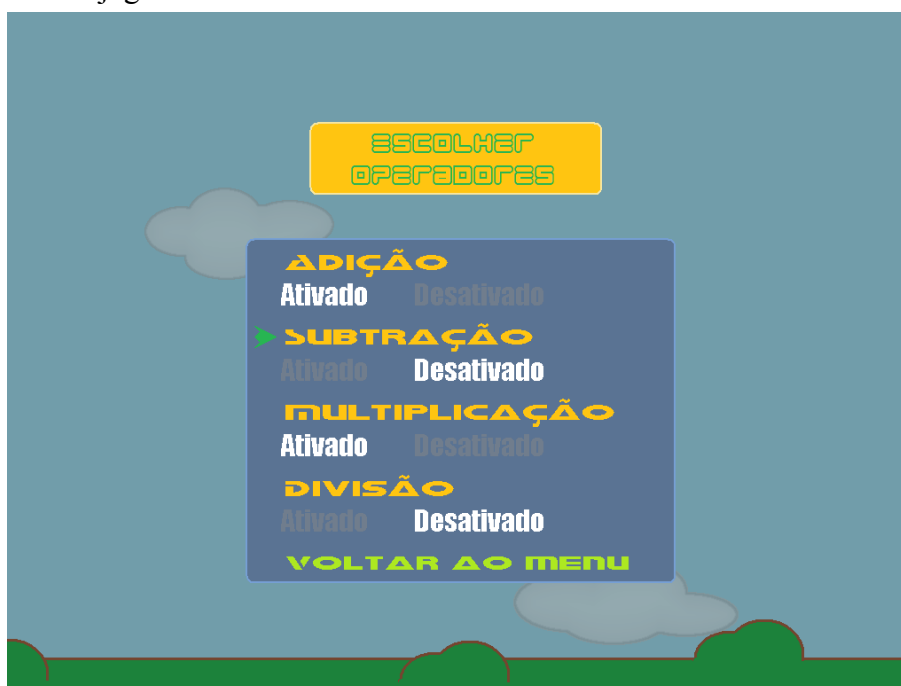 ESCOLHER
OPERADORES
ADIÇÃO
Ativado Desativado
SUBTRAÇÃO
Ativado Desativado
MULTIPLICAÇÃO
Ativado Desativado
DIVISÃO
Ativado Desativado
VOLTAR AO MENU